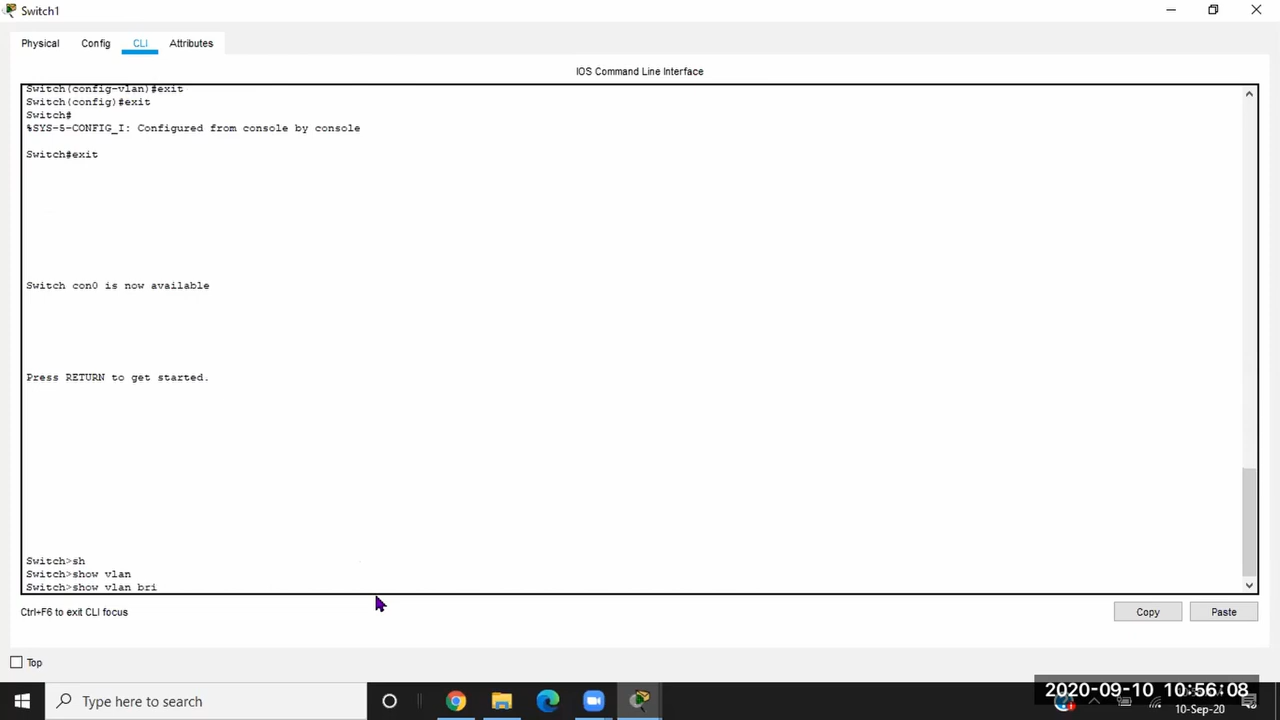 Switch1
Physical Config CLI Attributes
IOS Command Line Interface
Switch(config-vlan)#exit
Switch(config)#exit
Switch#
%SYS-5-CONFIG_I: Configured from console by console
Switch#exit
Switch con0 is now available
Press RETURN to get started.
Switch>sh
Switch>show vlan
Switch>show vlan bri
Ctrl+F6 to exit CLI focus
Copy Paste
Top
Type here to search
2020-09-10 10:56:08
10-Sep-20